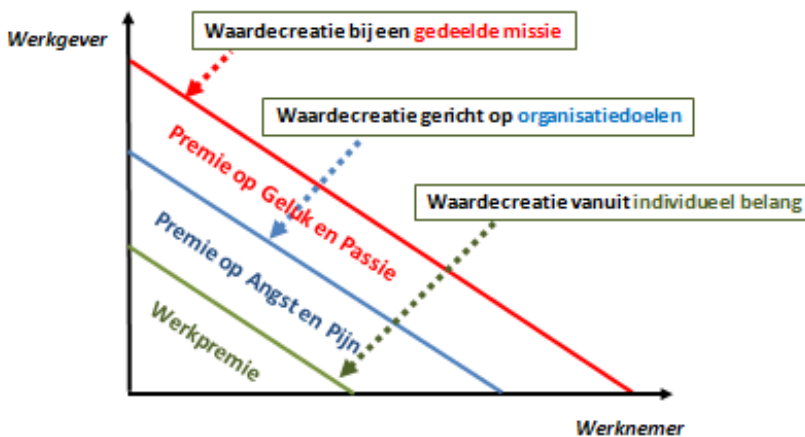 Werkgever
Waardecreatie bij een gedeelde missie
Waardecreatie gericht op organisatiedoelen
Premie op Geluk en Passie
Waardecreatie vanuit individueel belang
Premie op Angst en Pijn
Werkpremie
Werknemer